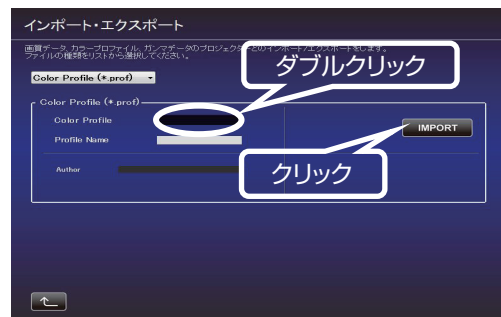 インポート・エクスポート
画質データ、カラープロファイル、ガンマデータのプロジェクターとのインポート/エクスポートをします。
ファイルの種類をリストから選択してください。
ダブルクリック
Color Profile (*.prof)
Color Profile (*.prof)
Color Profile
IMPORT
Profile Name
クリック
Author